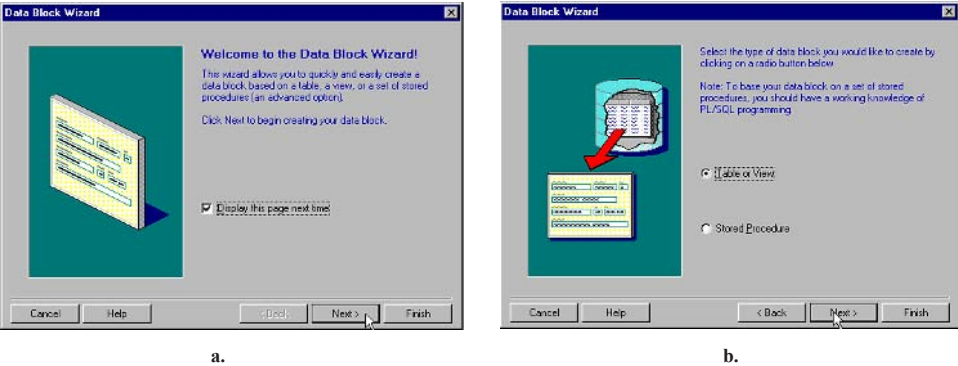 Data Block Wizard
Welcome to the Data Block Wizard!
This wizard allows you to quickly and easily create a
data block based on a table, a view, or a set of stored
procedures (an advanced option).
Click Next to begin creating your data block.
Display this page next time
Cancel
Help
< Back
Next >
Finish
a.
Data Block Wizard
Select the type of data block you would like to create by
clicking on a radio button below
Note: To base your data block on a set of stored
procedures, you should have a working knowledge of
PL/SQL programming.
Table or View
Stored Procedure
Cancel
Help
< Back
Next >
Finish
b.